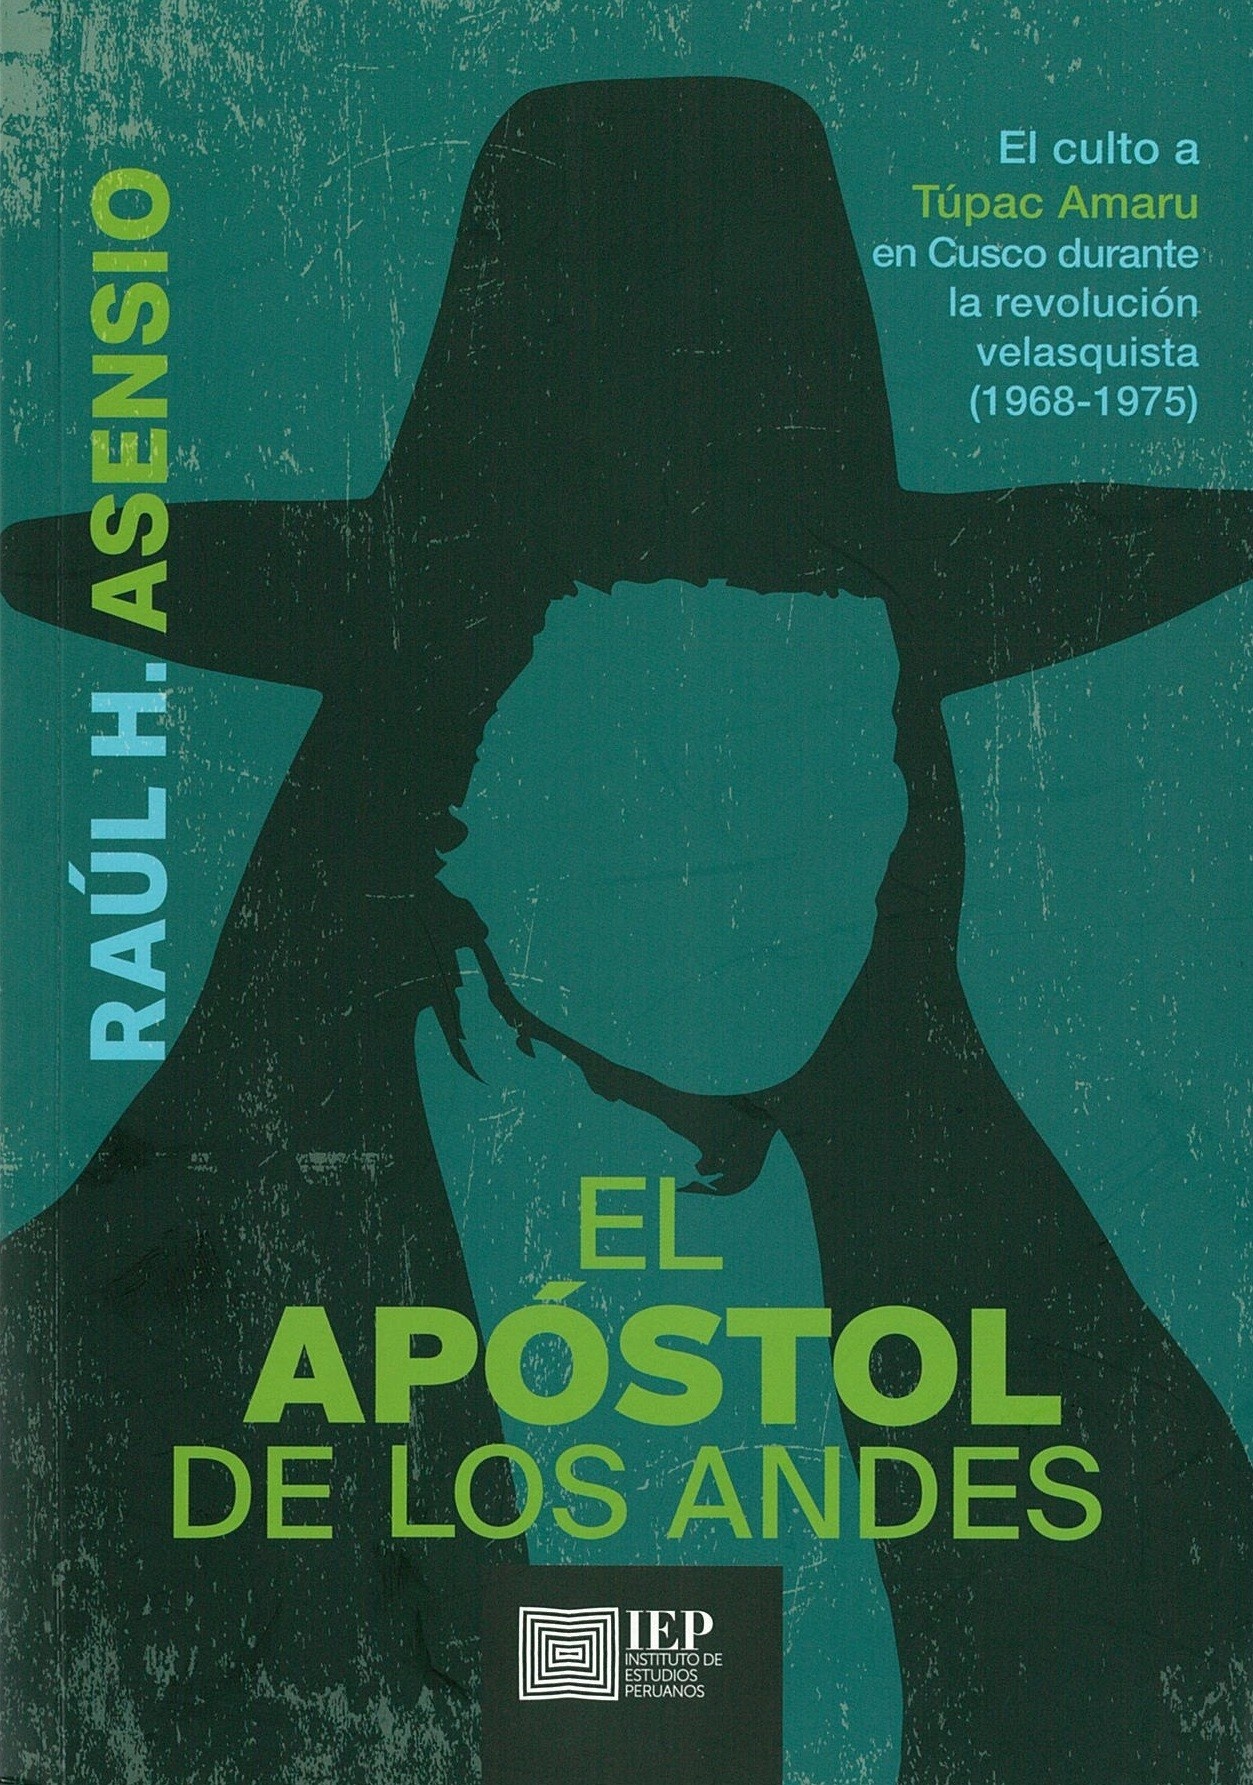 El culto a
Túpac Amaru
en Cusco durante
la revolución
velasquista
(1968-1975)
RAÚL H. ASENSIO
EL
APÓSTOL
DE LOS ANDES
IEP
INSTITUTO DE
ESTUDIOS
PERUANOS